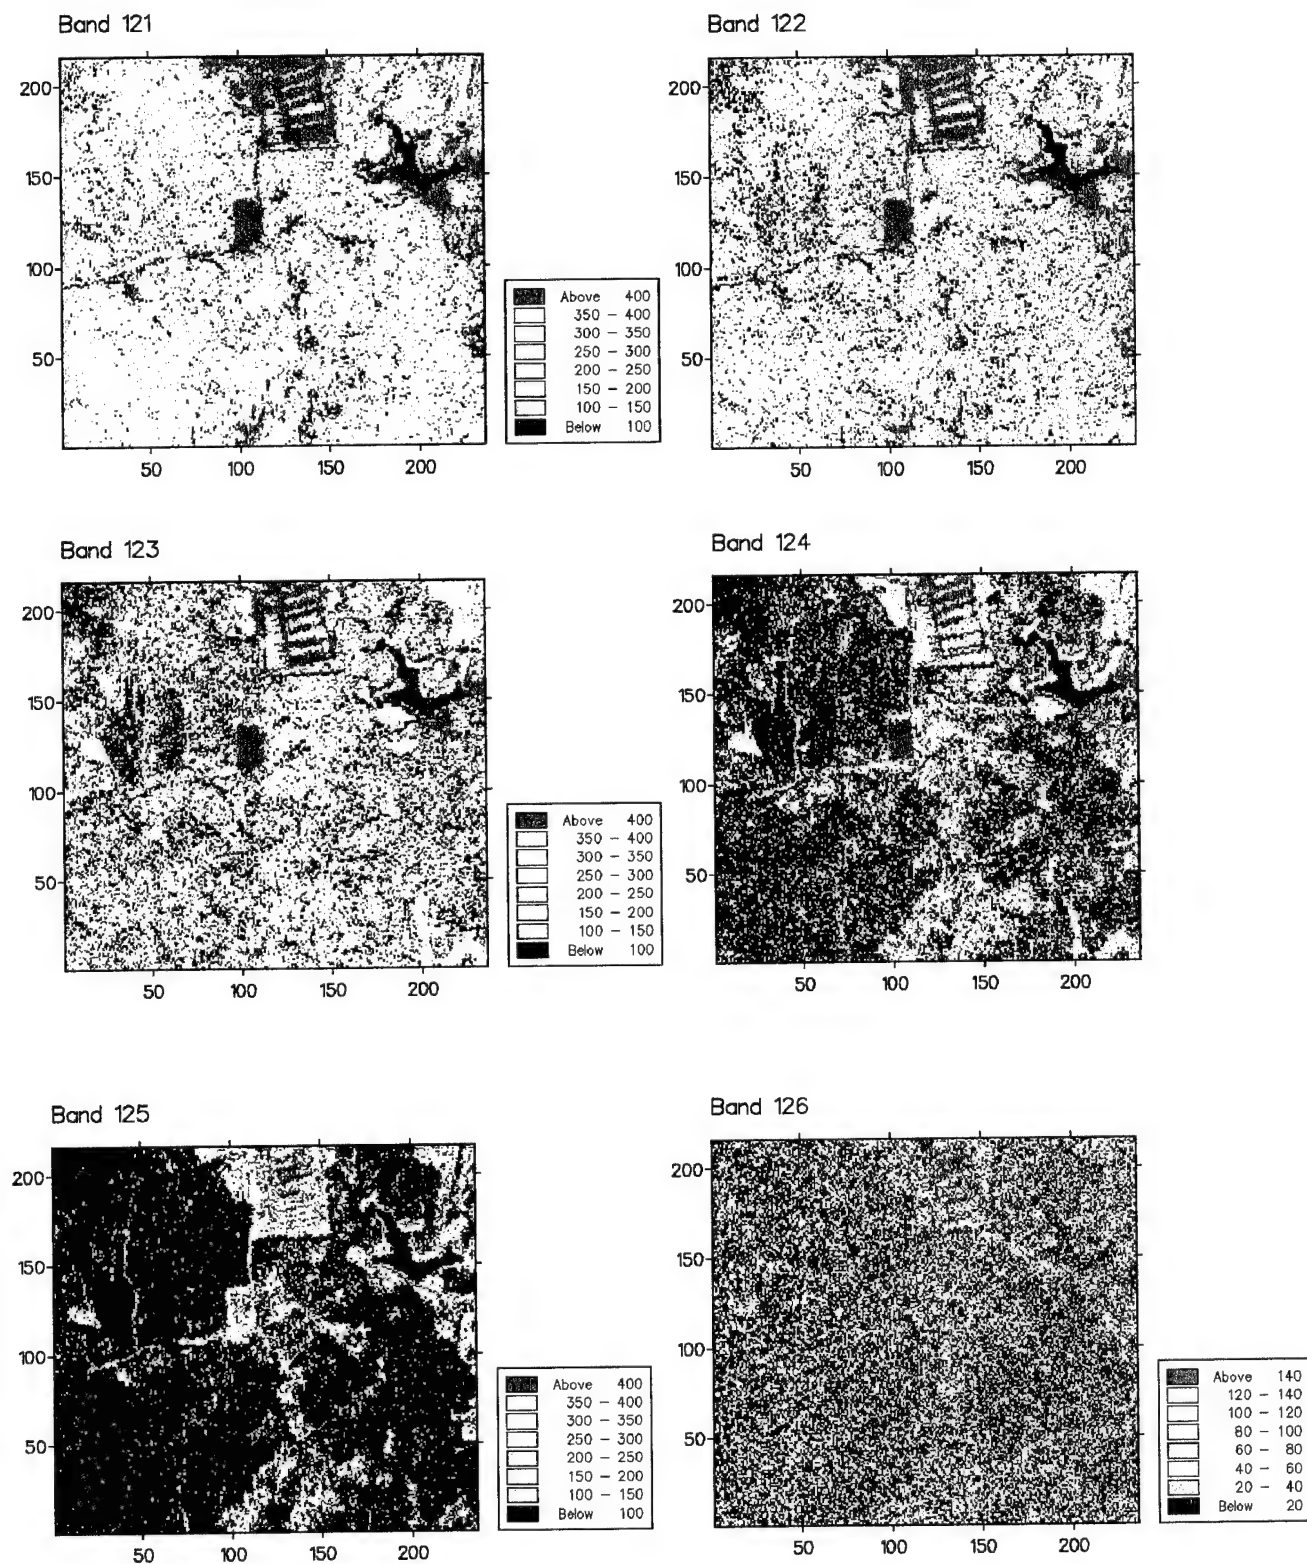 Band 121
200
150
100
50
50 100 150 200
Above 400
350 – 400
300 – 350
250 – 300
200 – 250
150 – 200
100 – 150
Below 100
Band 122
200
150
100
50
50 100 150 200
Band 123
200
150
100
50
50 100 150 200
Above 400
350 – 400
300 – 350
250 – 300
200 – 250
150 – 200
100 – 150
Below 100
Band 124
200
150
100
50
50 100 150 200
Band 125
200
150
100
50
50 100 150 200
Above 400
350 – 400
300 – 350
250 – 300
200 – 250
150 – 200
100 – 150
Below 100
Band 126
200
150
100
50
50 100 150 200
Above 140
120 – 140
100 – 120
80 – 100
60 – 80
40 – 60
20 – 40
Below 20